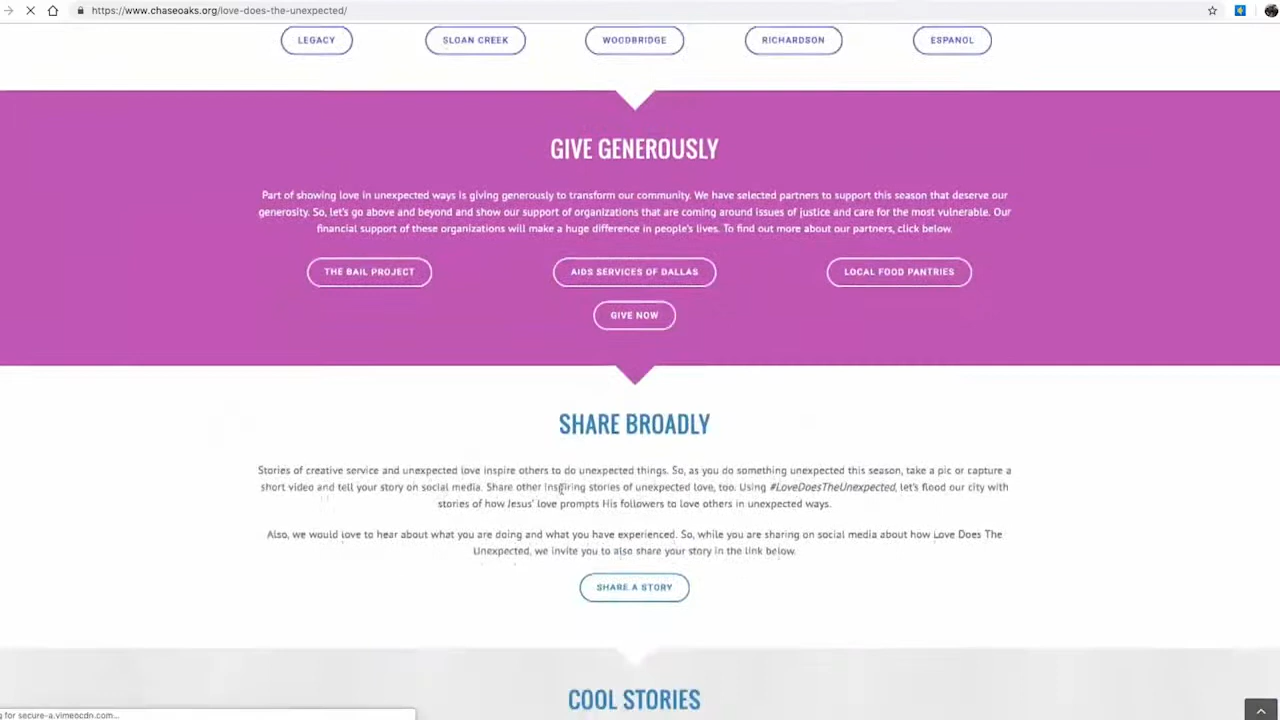 https://www.chaseoaks.org/love-does-the-unexpected/
LEGACY SLOAN CREEK WOODBRIDGE RICHARDSON ESPANOL
GIVE GENEROUSLY
Part of showing love in unexpected ways is giving generously to transform our community. We have selected partners to support this season that deserve our
generosity. So, let's go above and beyond and show our support of organizations that are coming around issues of justice and care for the most vulnerable. Our
financial support of these organizations will make a huge difference in people's lives. To find out more about our partners, click below.
THE BAIL PROJECT AIDS SERVICES OF DALLAS LOCAL FOOD PANTRIES
GIVE NOW
SHARE BROADLY
Stories of creative service and unexpected love inspire others to do unexpected things. So, as you do something unexpected this season, take a pic or capture a
short video and tell your story on social media. Share other inspiring stories of unexpected love, too. Using #LoveDoesTheUnexpected, let's flood our city with
stories of how Jesus' love prompts His followers to love others in unexpected ways.
Also, we would love to hear about what you are doing and what you have experienced. So, while you are sharing on social media about how Love Does The
Unexpected, we invite you to also share your story in the link below.
SHARE A STORY
COOL STORIES
g for secure-a.vimeocdn.com...